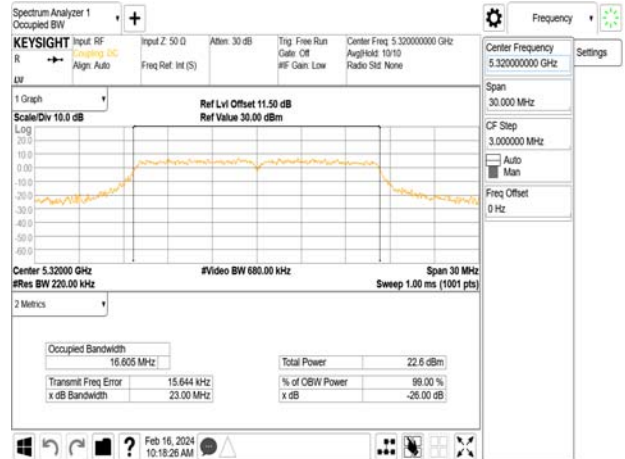 Spectrum Analyzer 1
Occupied BW
+
KEYSIGHT
R
Input: RF
Coupling: DC
Align: Auto
Input Z: 50 Ω
Freq Ref: Int (S)
Atten: 30 dB
Trig: Free Run
Gate: Off
#IF Gain: Low
Center Freq: 5.320000000 GHz
Avg|Hold: 10/10
Radio Std: None
1 Graph
Scale/Div 10.0 dB
Ref Lvl Offset 11.50 dB
Ref Value 30.00 dBm
Log
20.0
10.0
0.00
-10.0
-20.0
-30.0
-40.0
-50.0
-60.0
Center 5.32000 GHz
#Video BW 680.00 kHz
Span 30 MHz
#Res BW 220.00 kHz
Sweep 1.00 ms (1001 pts)
2 Metrics
Occupied Bandwidth
16.605 MHz
Total Power 22.6 dBm
Transmit Freq Error 15.644 kHz
% of OBW Power 99.00 %
x dB Bandwidth 23.00 MHz
x dB -26.00 dB
?
Feb 16, 2024
10:18:26 AM
Frequency
Settings
Center Frequency
5.320000000 GHz
Span
30.000 MHz
CF Step
3.000000 MHz
Auto
Man
Freq Offset
0 Hz